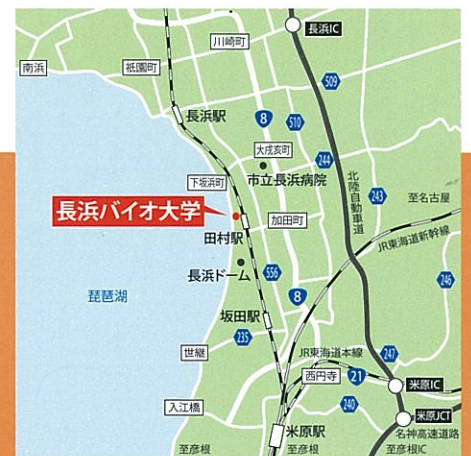 長浜IC
川崎町
南浜
祇園町
509
長浜駅
8
510
大戌亥町
244
市立長浜病院
下坂浜町
243
北陸自動車道
至名古屋
長浜バイオ大学
加田町
田村駅
JR東海道新幹線
長浜ドーム
556
246
琵琶湖
8
坂田駅
235
世継
JR東海道本線
247
西円寺
21
米原IC
入江橋
240
米原JCT
米原駅
名神高速道路
至彦根
至彦根
至彦根IC